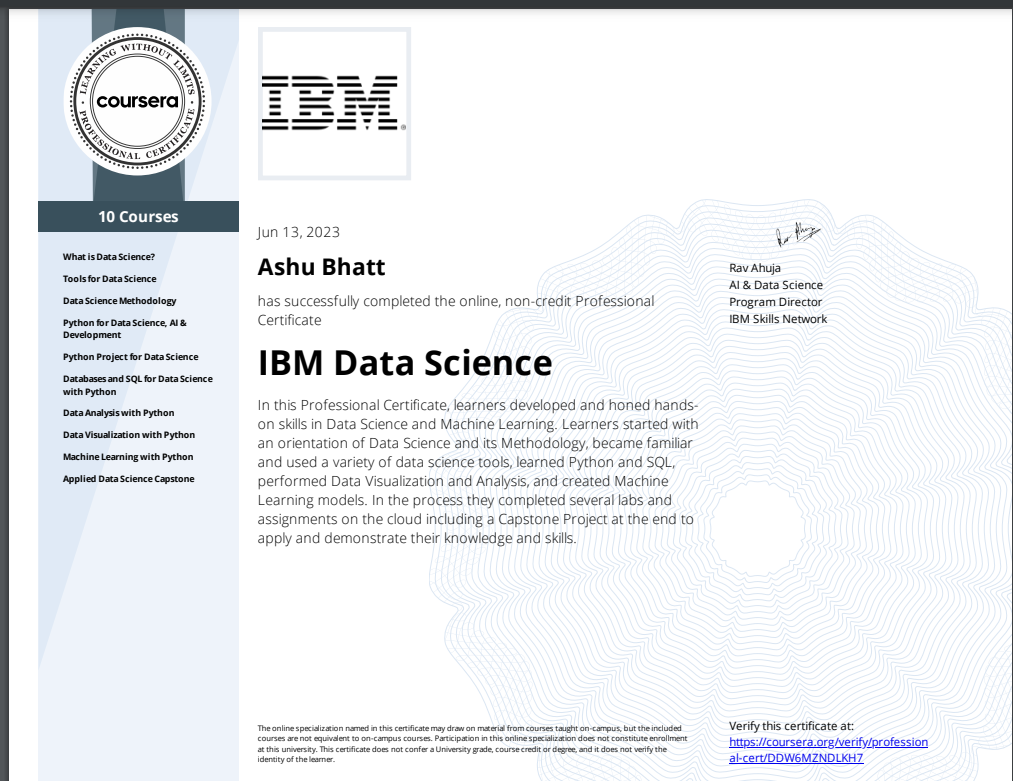 LEARNING WITHOUT LIMITS
coursera
PROFESSIONAL CERTIFICATE
IBM
®
10 Courses
What is Data Science?
Tools for Data Science
Data Science Methodology
Python for Data Science, AI &
Development
Python Project for Data Science
Databases and SQL for Data Science
with Python
Data Analysis with Python
Data Visualization with Python
Machine Learning with Python
Applied Data Science Capstone
Jun 13, 2023
Ashu Bhatt
has successfully completed the online, non-credit Professional
Certificate
IBM Data Science
In this Professional Certificate, learners developed and honed hands-
on skills in Data Science and Machine Learning. Learners started with
an orientation of Data Science and its Methodology, became familiar
and used a variety of data science tools, learned Python and SQL,
performed Data Visualization and Analysis, and created Machine
Learning models. In the process they completed several labs and
assignments on the cloud including a Capstone Project at the end to
apply and demonstrate their knowledge and skills.
Rav Ahuja
Rav Ahuja
AI & Data Science
Program Director
IBM Skills Network
The online specialization named in this certificate may draw on material from courses taught on-campus, but the included
courses are not equivalent to on-campus courses. Participation in this online specialization does not constitute enrollment
at this university. This certificate does not confer a University grade, course credit or degree, and it does not verify the
identity of the learner.
Verify this certificate at:
https://coursera.org/verify/profession
al-cert/DDW6MZNDLKH7